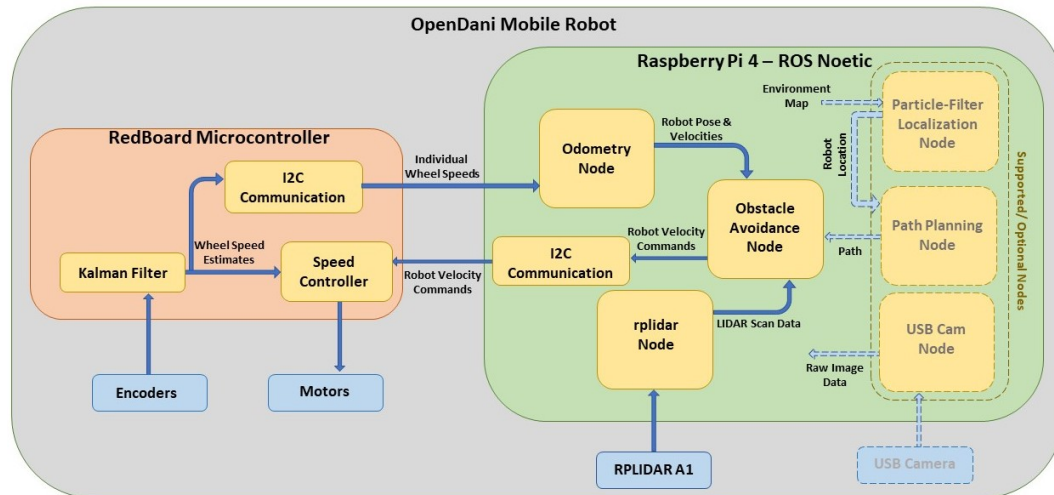 OpenDani Mobile Robot
Raspberry Pi 4 – ROS Noetic
RedBoard Microcontroller
Environment
Map
Particle-Filter
Localization
Node
Robot Pose &
Velocities
Odometry
Node
Robot
Location
Supported/ Optional Nodes
Individual
Wheel Speeds
I2C
Communication
Obstacle
Avoidance
Node
Path Planning
Node
Path
Wheel Speed
Estimates
Kalman Filter
Speed
Controller
Robot Velocity
Commands
I2C
Communication
Robot Velocity
Commands
rplidar
Node
LIDAR Scan Data
USB Cam
Node
Raw Image
Data
Encoders
Motors
RPLIDAR A1
USB Camera